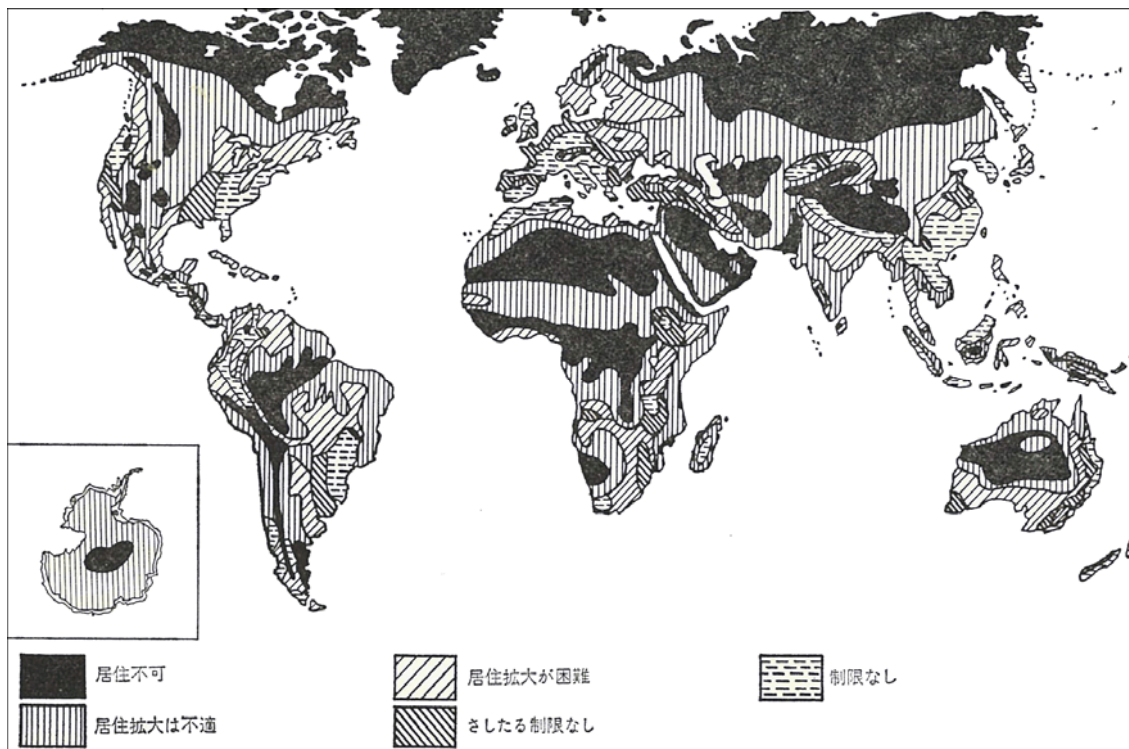 居住不可
居住拡大は不適
居住拡大が困難
さしたる制限なし
制限なし